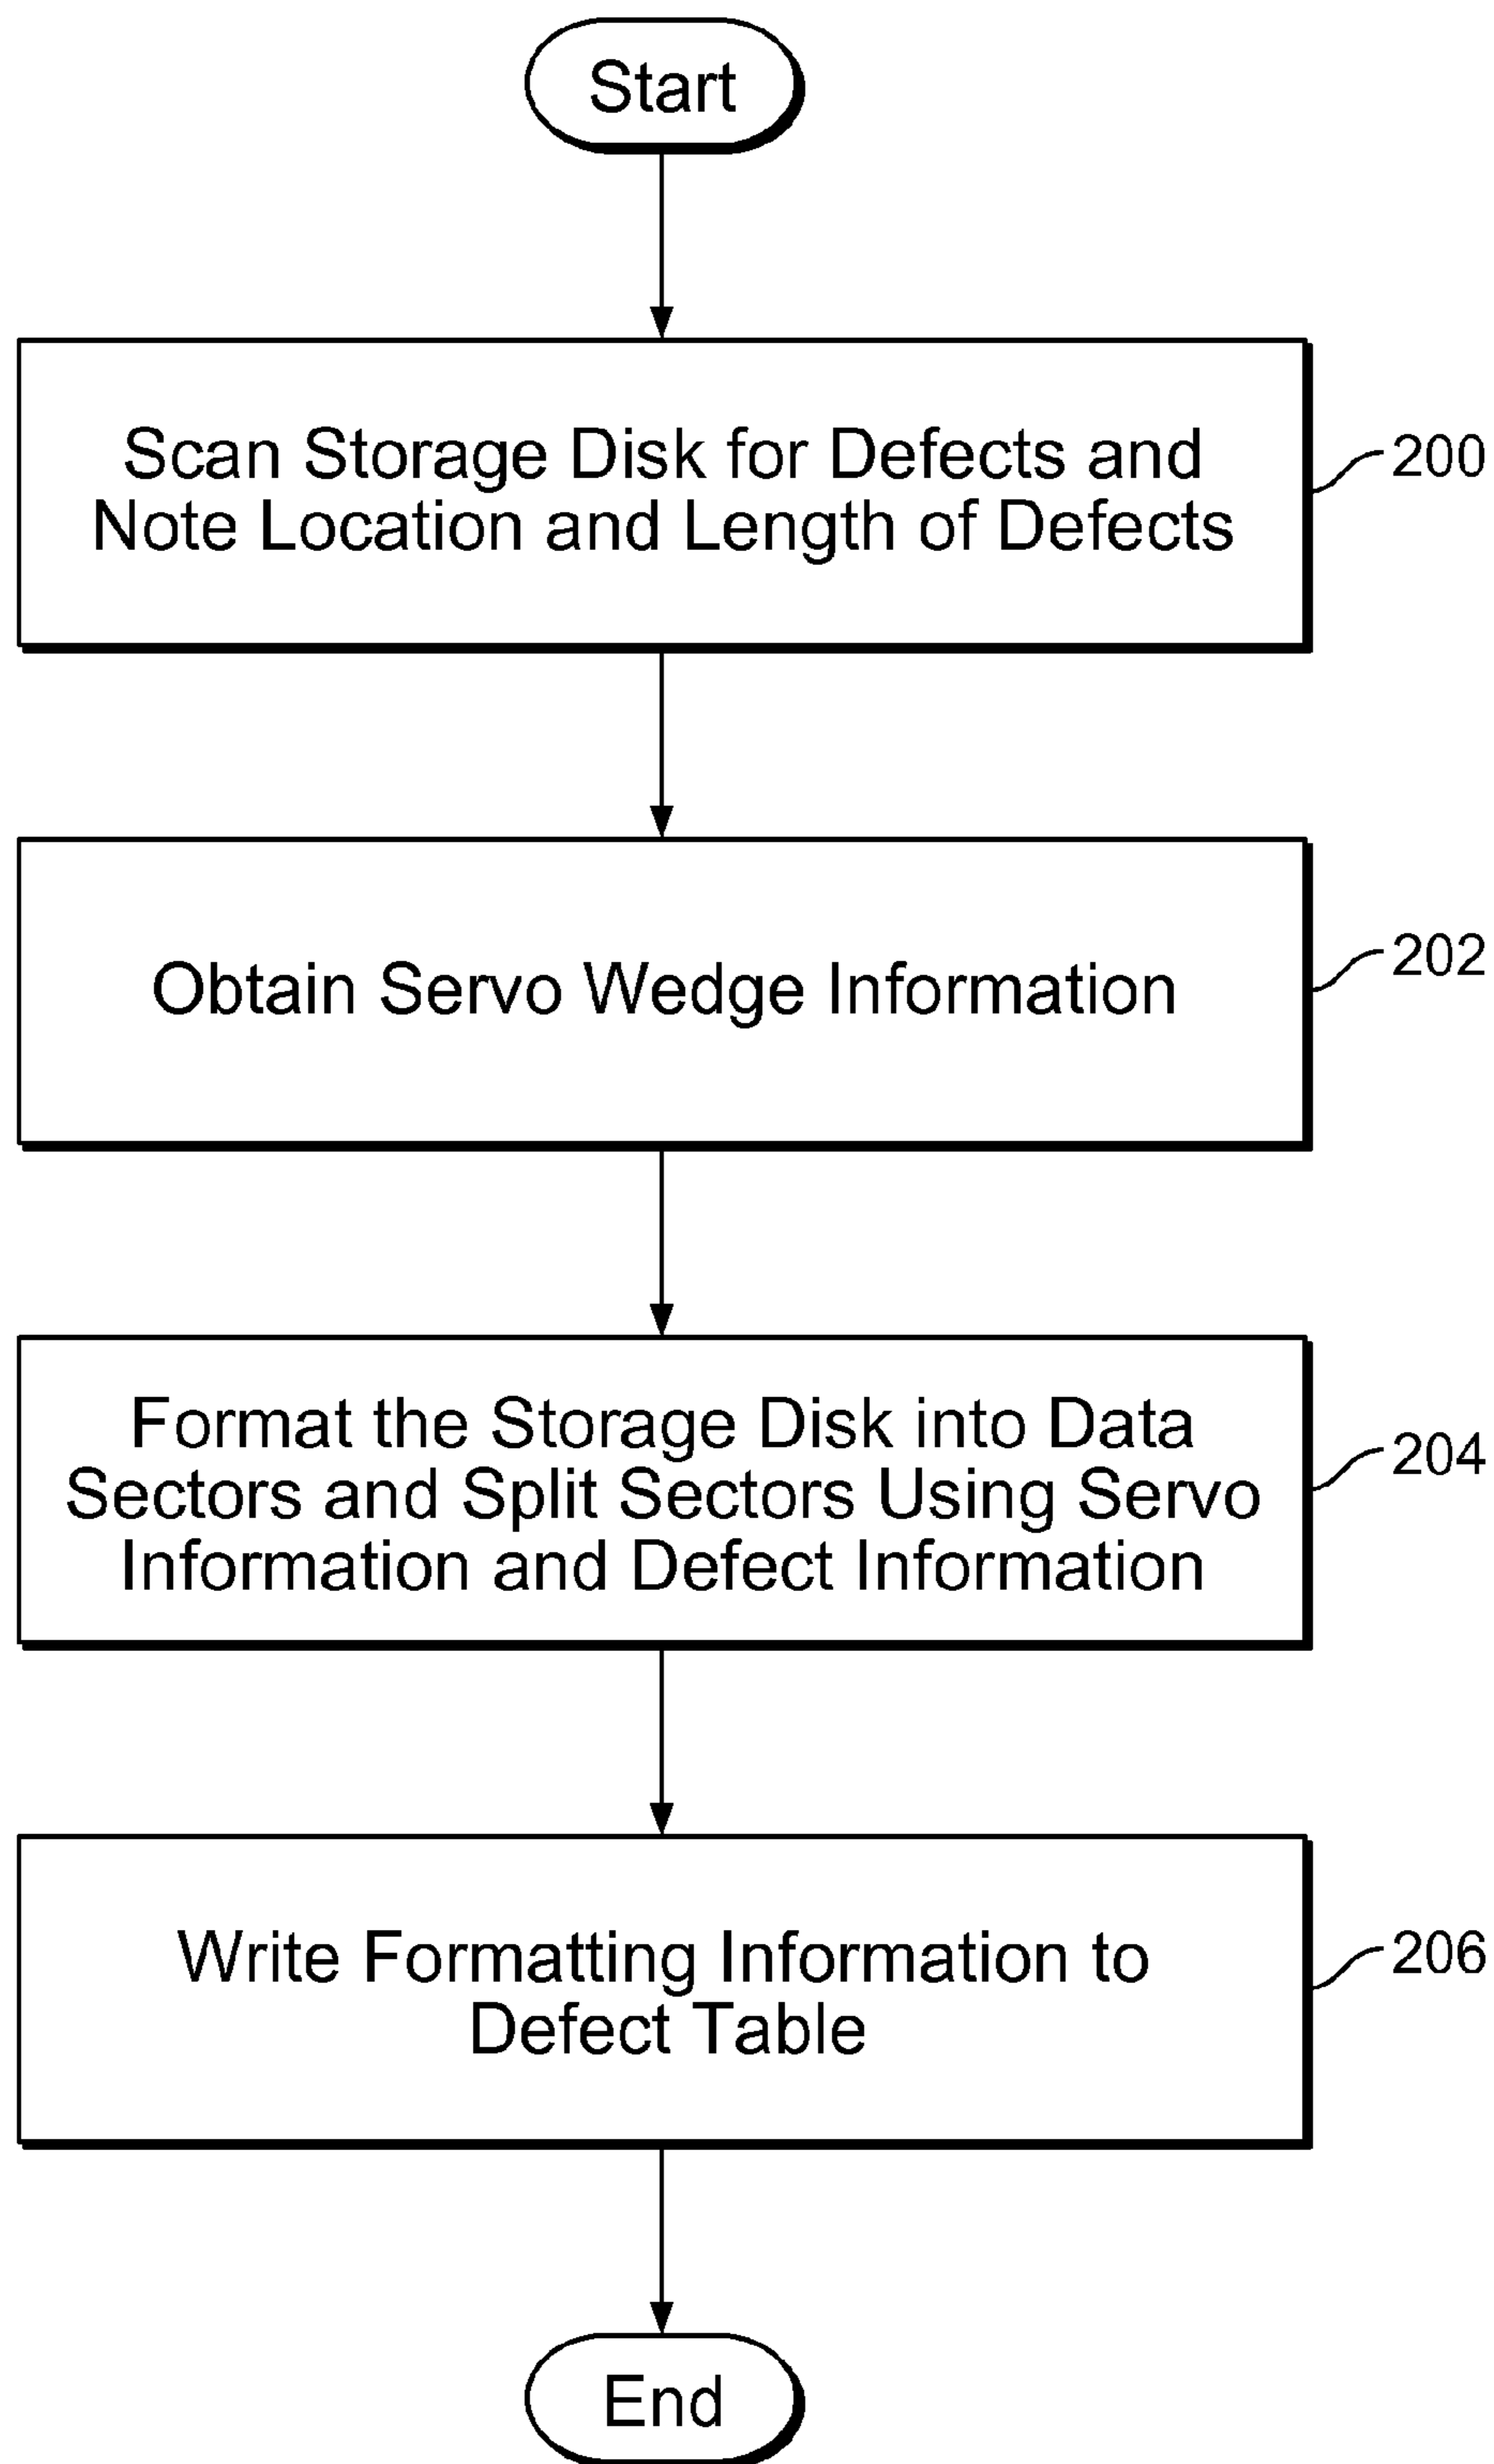 Start
Scan Storage Disk for Defects and
Note Location and Length of Defects
200
Obtain Servo Wedge Information
202
Format the Storage Disk into Data
Sectors and Split Sectors Using Servo
Information and Defect Information
204
Write Formatting Information to
Defect Table
206
End